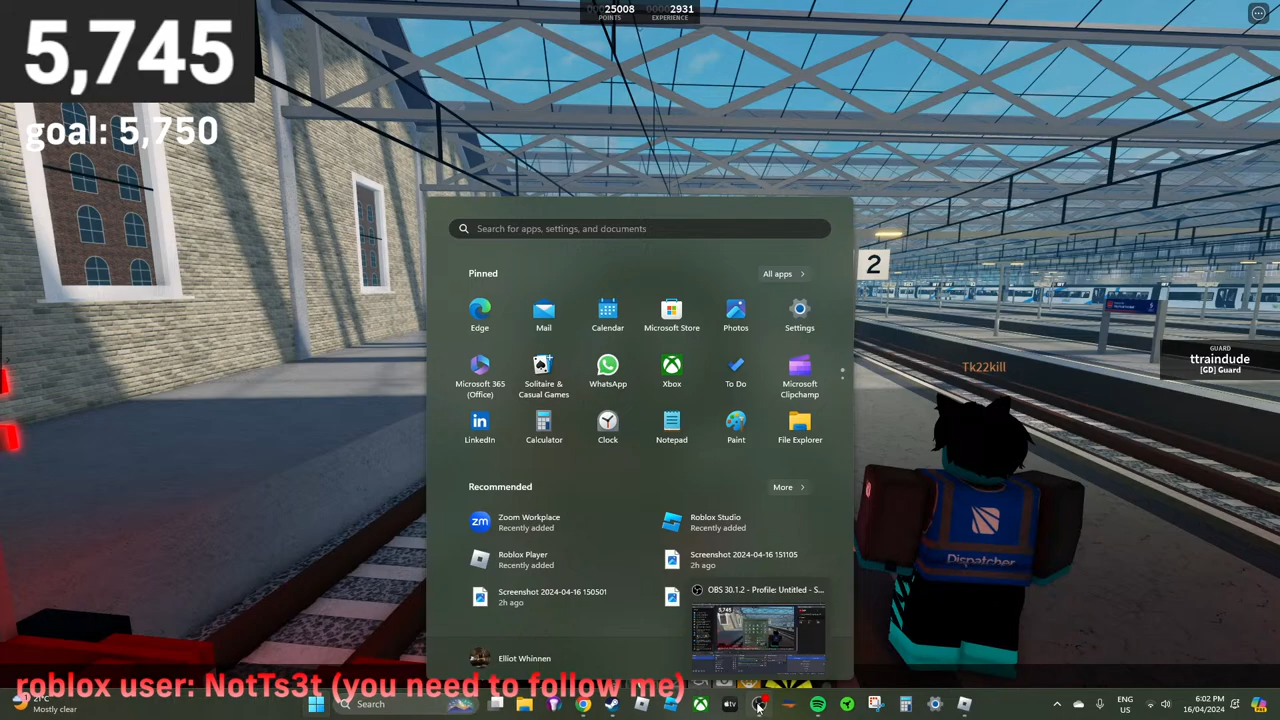 00025008
POINTS
00002931
EXPERIENCE
5,745
goal: 5,750
Search for apps, settings, and documents
Pinned
All apps
Edge
Mail
Calendar
Microsoft Store
Photos
Settings
Microsoft 365
(Office)
Solitaire &
Casual Games
WhatsApp
Xbox
To Do
Microsoft
Clipchamp
LinkedIn
Calculator
Clock
Notepad
Paint
File Explorer
Recommended
More
Zoom Workplace
Recently added
Roblox Studio
Recently added
Roblox Player
Recently added
Screenshot 2024-04-16 151105
2h ago
Screenshot 2024-04-16 150501
2h ago
OBS 30.1.2 - Profile: Untitled - S...
Elliot Whinnen
2
GUARD
ttraindude
[GD] Guard
Tk22kill
Dispatcher
roblox user: NotTs3t (you need to follow me)
21°C
Mostly clear
Search
tv
ENG
US
6:02 PM
16/04/2024